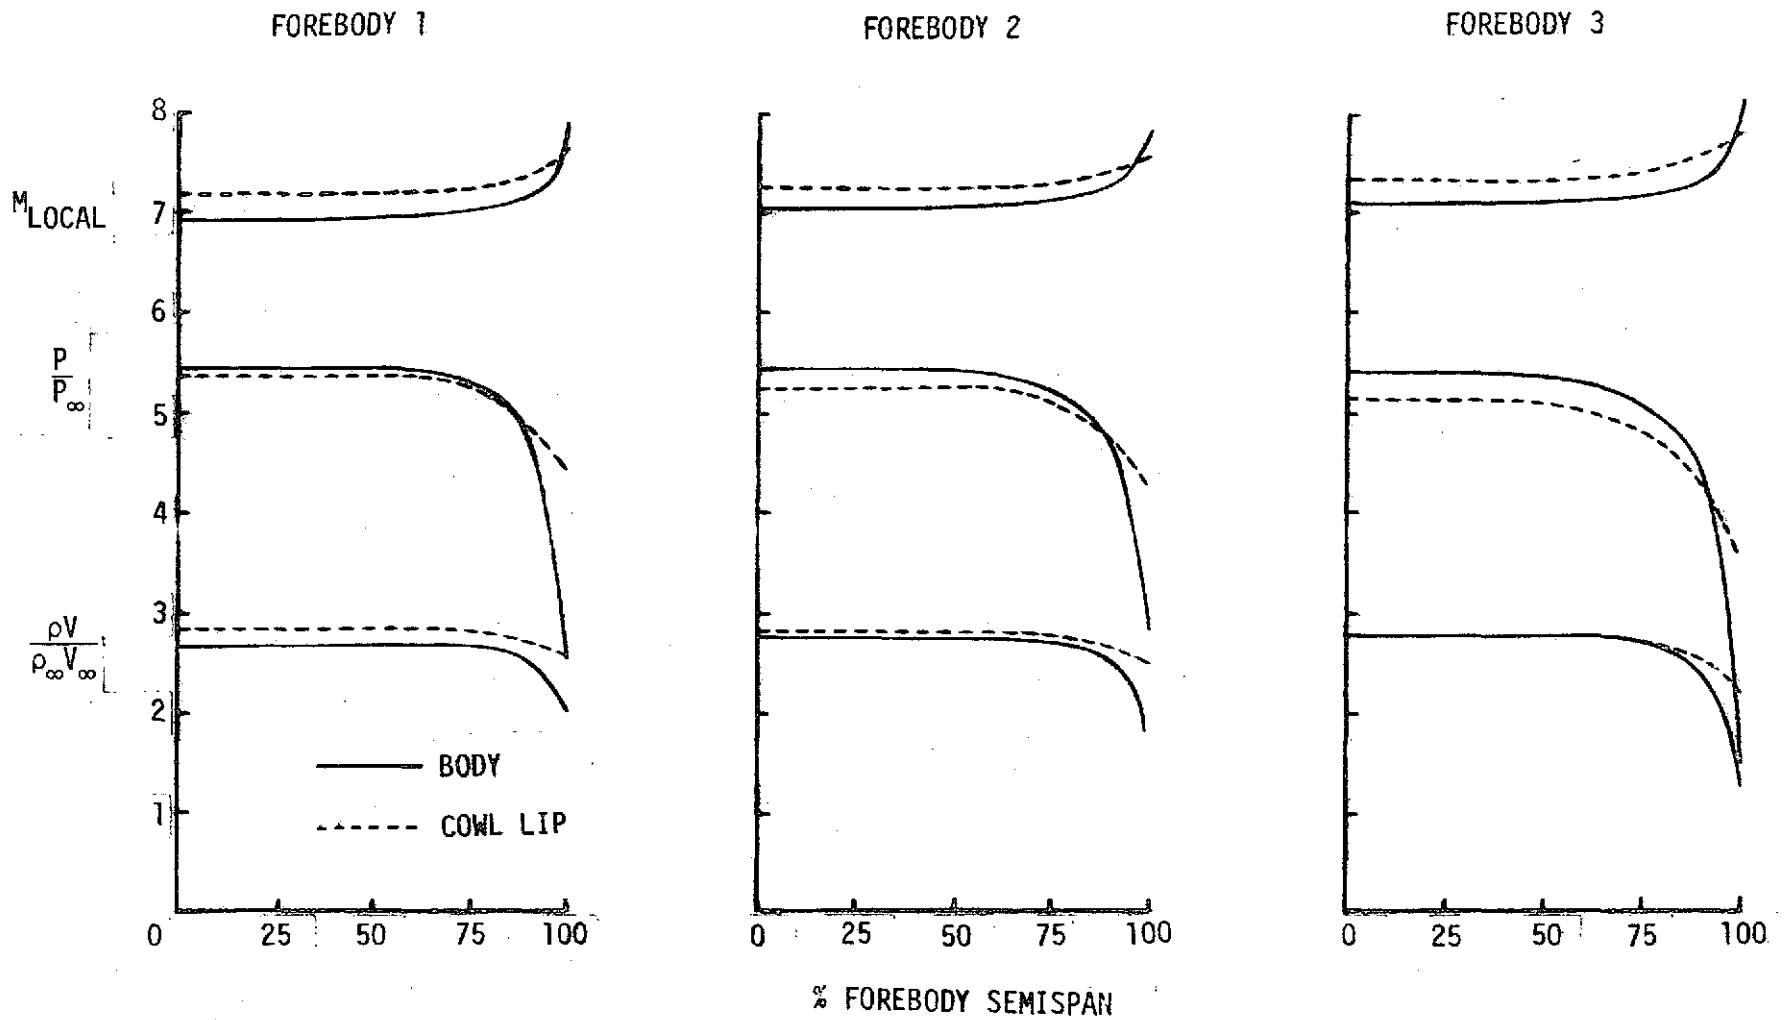 FOREBODY 1
FOREBODY 2
FOREBODY 3
8
7
6
5
4
3
2
1
M LOCAL
P
P∞
ρV
ρ∞V∞
BODY
COWL LIP
0 25 50 75 100
0 25 50 75 100
0 25 50 75 100
% FOREBODY SEMISPAN